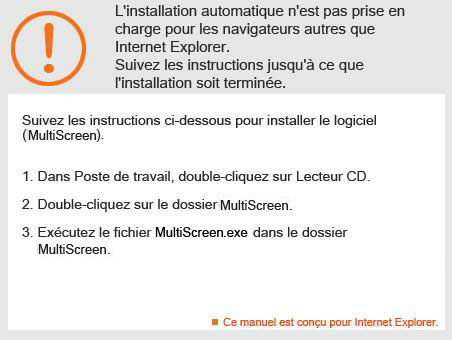 L'installation automatique n'est pas prise en
charge pour les navigateurs autres que
Internet Explorer.
Suivez les instructions jusqu'à ce que
l'installation soit terminée.
Suivez les instructions ci-dessous pour installer le logiciel
(MultiScreen).
1. Dans Poste de travail, double-cliquez sur Lecteur CD.
2. Double-cliquez sur le dossier MultiScreen.
3. Exécutez le fichier MultiScreen.exe dans le dossier
MultiScreen.
Ce manuel est conçu pour Internet Explorer.